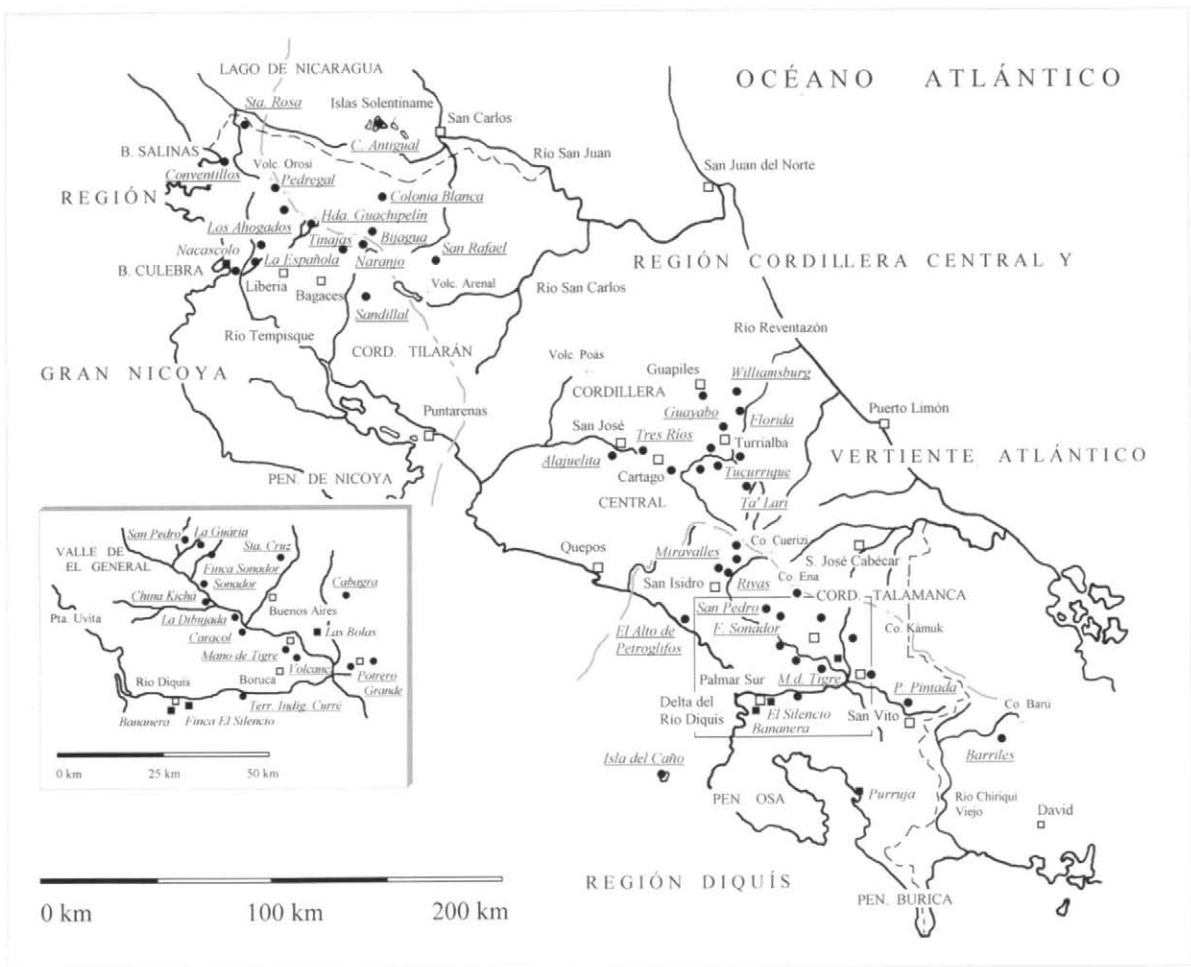 OCÉANO ATLÁNTICO
LAGO DE NICARAGUA
Sta. Rosa
Islas Solentiname
San Carlos
C. Antigual
B. SALINAS
Río San Juan
Conventillos
Volc. Orosi
San Juan del Norte
Pedregal
REGIÓN
Colonia Blanca
Los Ahogados
Hda. Guachipelín
Tinajas
Bijagua
Nacascolo
San Rafael
La Española
Naranjo
B. CULEBRA
REGIÓN CORDILLERA CENTRAL Y
Liberia
Bagaces
Volc. Arenal
Río San Carlos
Sandillal
Río Tempisque
Río Reventazón
CORD. TILARÁN
Volc. Poás
GRAN NICOYA
Guapiles
Williamsburg
CORDILLERA
Puntarenas
Guayabo
Florida
Puerto Limón
San José
Tres Ríos
Turrialba
Alajuelita
VERTIENTE ATLÁNTICO
Cartago
Tucurrique
PEN. DE NICOYA
CENTRAL
Ta' Lari
Quepos
Miravalles
Co. Cuerizi
S. José Cabécar
San Isidro
Rivas
Co. Ena
CORD. TALAMANCA
San Pedro
El Alto de
Petroglifos
F. Sonador
Co. Kámuk
Palmar Sur
M.d. Tigre
P. Pintada
Delta del
Río Diquis
El Silencio
Bananera
San Vito
Co. Barú
Barriles
Isla del Caño
PEN. OSA
Purruja
Río Chiriqui
Viejo
David
REGIÓN DIQUÍS
PEN. BURICA
San Pedro
La Guária
VALLE DE
EL GENERAL
Sta. Cruz
Finca Sonador
Sonador
Cabagra
China Kichá
Buenos Aires
Pta. Uvita
La Dibujada
Las Bolas
Caracol
Mano de Tigre
Volcanc
Boruca
Potrero
Grande
Río Diquis
Terr. Indig. Curré
Bananera
Finca El Silencio
0 km 25 km 50 km
0 km 100 km 200 km